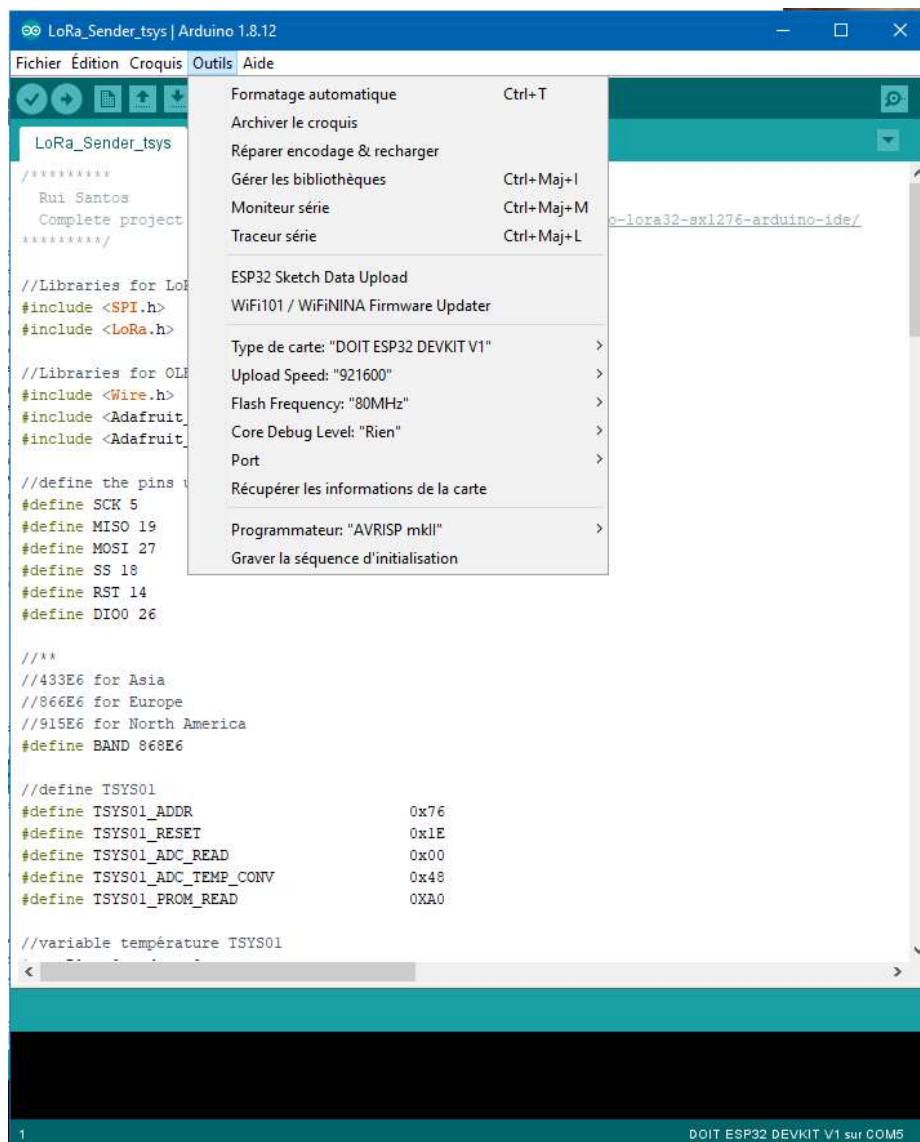 LoRa_Sender_tsys | Arduino 1.8.12
Fichier Édition Croquis Outils Aide
LoRa_Sender_tsys
Formatage automatique Ctrl+T
Archiver le croquis
Réparer encodage & recharger
Gérer les bibliothèques Ctrl+Maj+I
Moniteur série Ctrl+Maj+M
Traceur série Ctrl+Maj+L
ESP32 Sketch Data Upload
WiFi101 / WiFiNINA Firmware Updater
Type de carte: "DOIT ESP32 DEVKIT V1"
Upload Speed: "921600"
Flash Frequency: "80MHz"
Core Debug Level: "Rien"
Port
Récupérer les informations de la carte
Programmateur: "AVRISP mkII"
Graver la séquence d'initialisation
/*********
Rui Santos
Complete project o-lora32-sx1276-arduino-ide/
*********/
//Libraries for LoR
#include <SPI.h>
#include <LoRa.h>
//Libraries for OLE
#include <Wire.h>
#include <Adafruit_
#include <Adafruit_
//define the pins
#define SCK 5
#define MISO 19
#define MOSI 27
#define SS 18
#define RST 14
#define DIO0 26
//**
//433E6 for Asia
//866E6 for Europe
//915E6 for North America
#define BAND 868E6
//define TSYS01
#define TSYS01_ADDR 0x76
#define TSYS01_RESET 0x1E
#define TSYS01_ADC_READ 0x00
#define TSYS01_ADC_TEMP_CONV 0x48
#define TSYS01_PROM_READ 0XA0
//variable température TSYS01
1 DOIT ESP32 DEVKIT V1 sur COM5